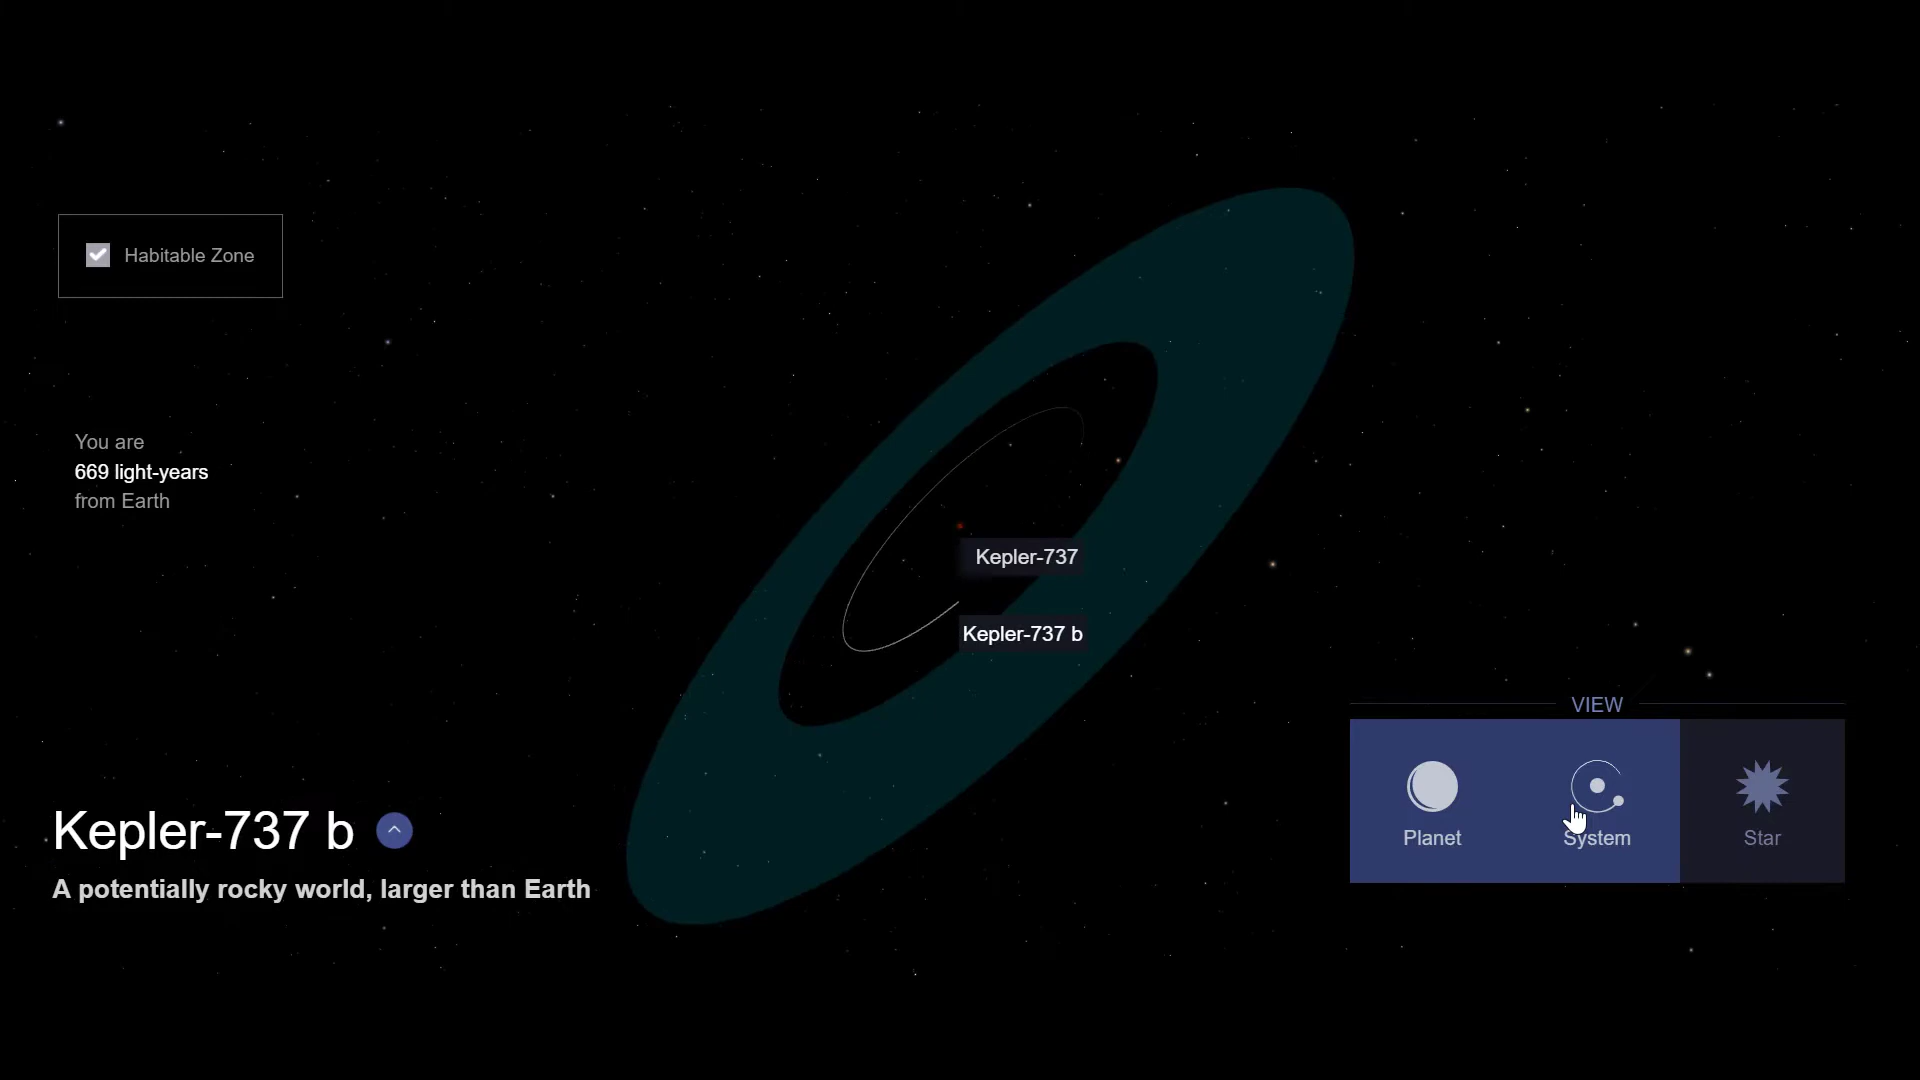 Habitable Zone
You are
669 light-years
from Earth
Kepler-737
Kepler-737 b
VIEW
Planet
System
Star
Kepler-737 b
A potentially rocky world, larger than Earth